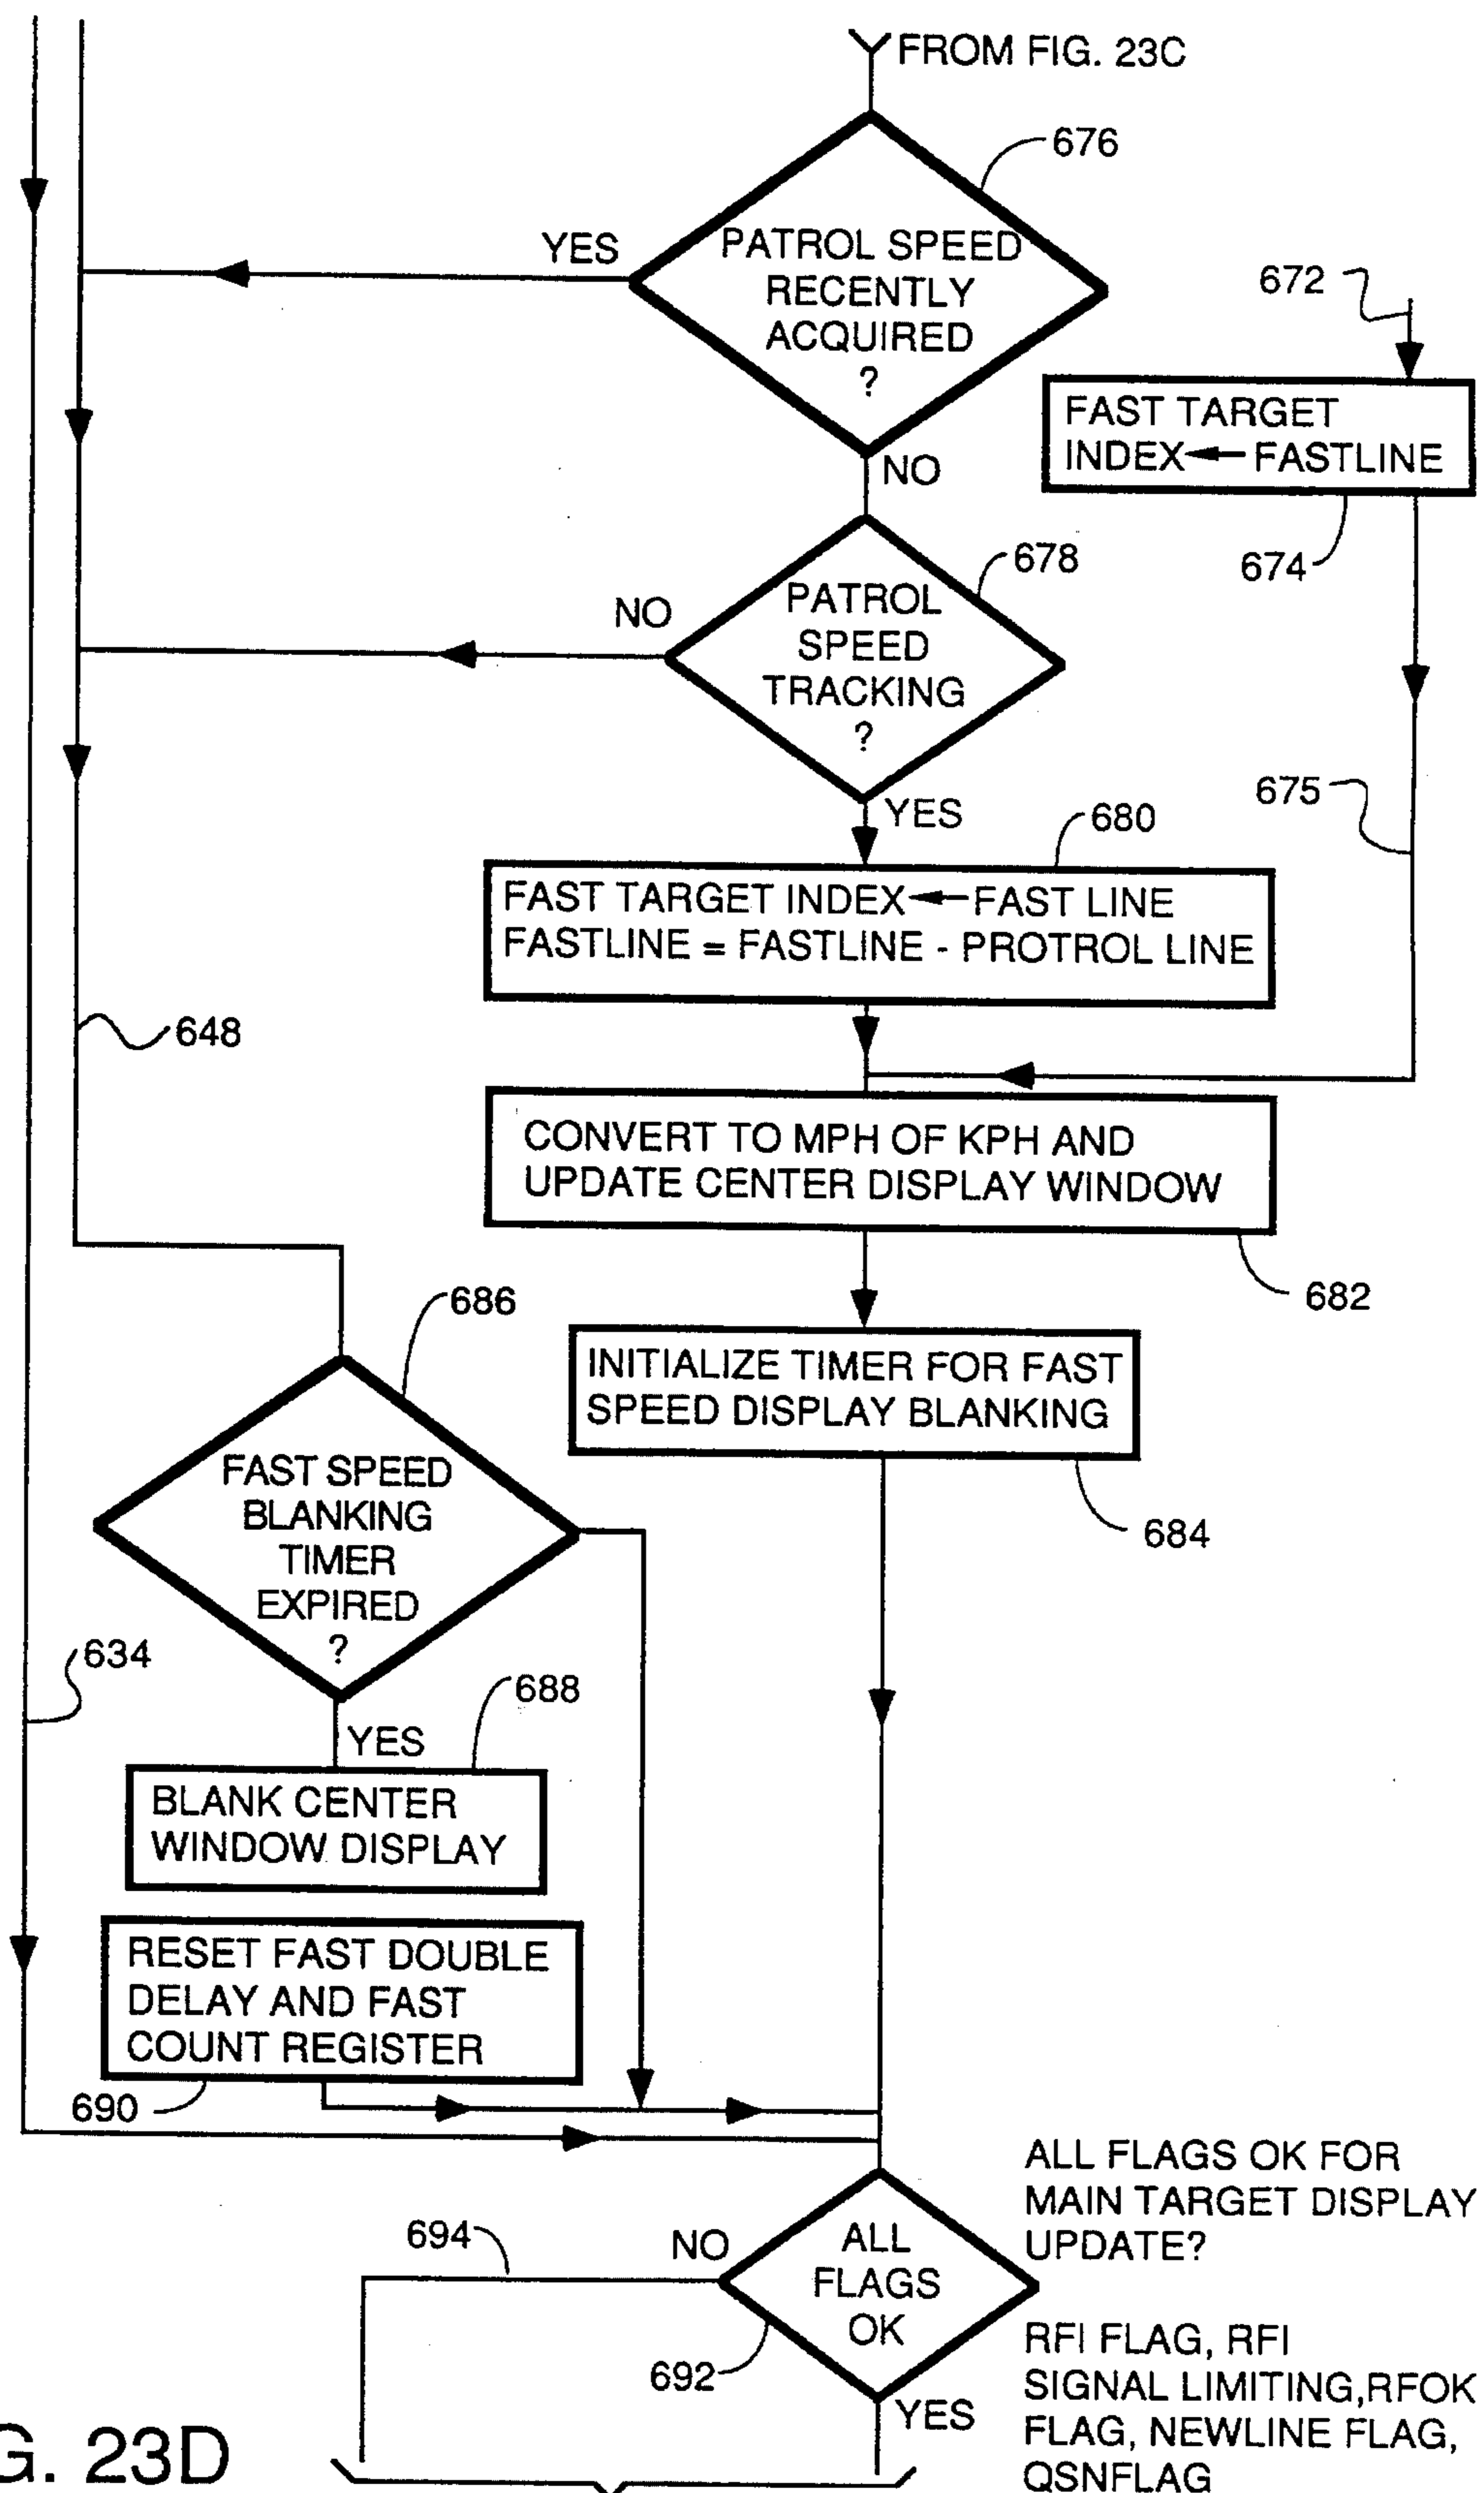 FROM FIG. 23C
676
YES
PATROL SPEED
RECENTLY
ACQUIRED
?
672
FAST TARGET
INDEX←FASTLINE
NO
674
678
NO
PATROL
SPEED
TRACKING
?
675
YES
680
FAST TARGET INDEX←FAST LINE
FASTLINE = FASTLINE - PROTROL LINE
648
CONVERT TO MPH OF KPH AND
UPDATE CENTER DISPLAY WINDOW
682
686
INITIALIZE TIMER FOR FAST
SPEED DISPLAY BLANKING
684
FAST SPEED
BLANKING
TIMER
EXPIRED
?
634
688
YES
BLANK CENTER
WINDOW DISPLAY
RESET FAST DOUBLE
DELAY AND FAST
COUNT REGISTER
690
ALL FLAGS OK FOR
MAIN TARGET DISPLAY
UPDATE?
694
NO
ALL
FLAGS
OK
692
YES
RFI FLAG, RFI
SIGNAL LIMITING,RFOK
FLAG, NEWLINE FLAG,
QSNFLAG
G. 23D